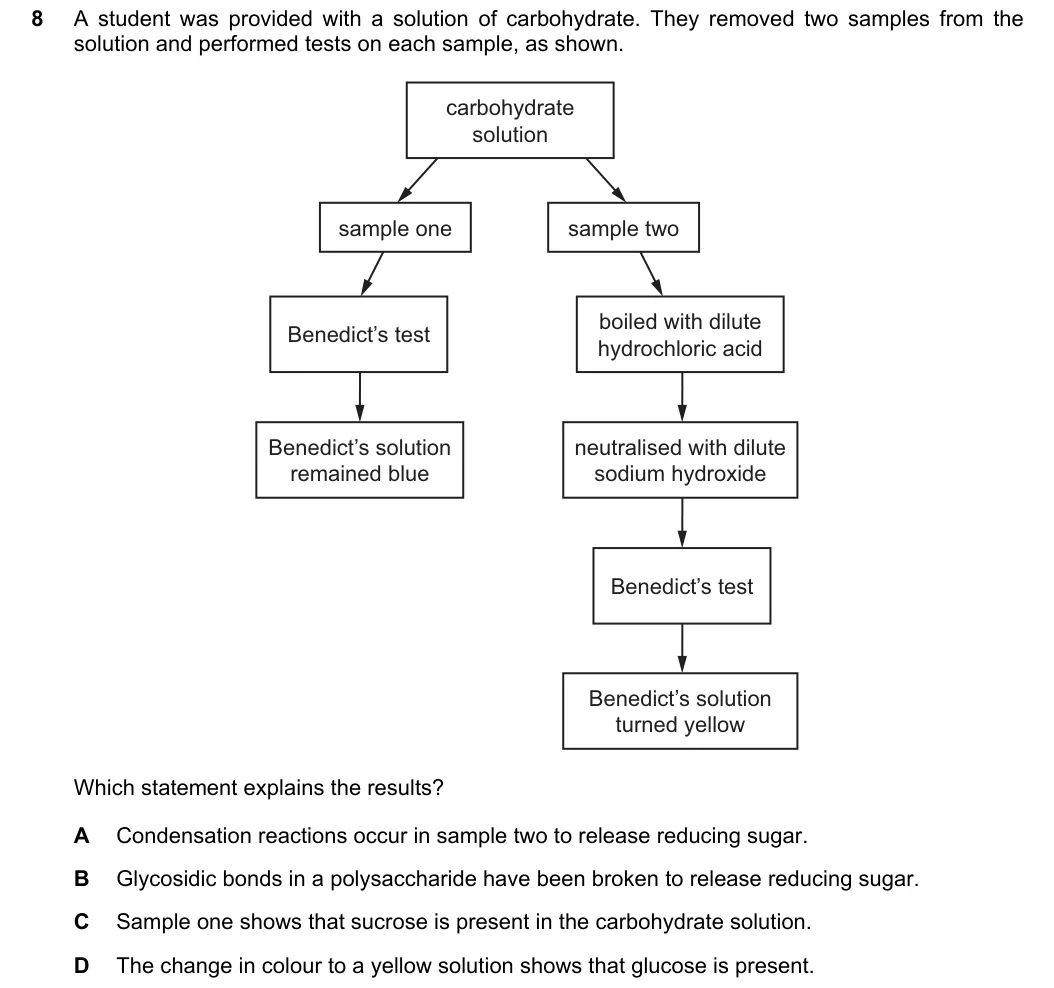 8 A student was provided with a solution of carbohydrate. They removed two samples from the
solution and performed tests on each sample, as shown.
carbohydrate
solution
sample one
sample two
Benedict's test
boiled with dilute
hydrochloric acid
Benedict's solution
remained blue
neutralised with dilute
sodium hydroxide
Benedict's test
Benedict's solution
turned yellow
Which statement explains the results?
A Condensation reactions occur in sample two to release reducing sugar.
B Glycosidic bonds in a polysaccharide have been broken to release reducing sugar.
C Sample one shows that sucrose is present in the carbohydrate solution.
D The change in colour to a yellow solution shows that glucose is present.